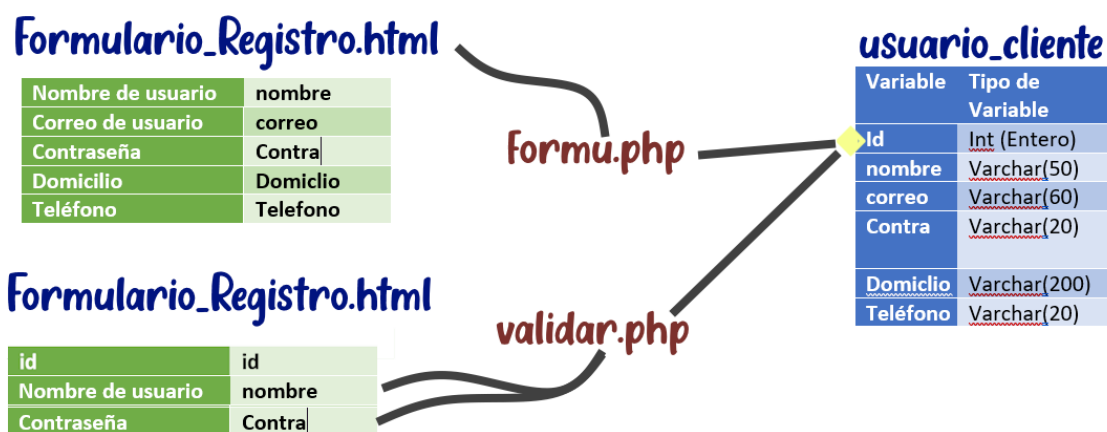 Formulario_Registro.html
Nombre de usuario nombre
Correo de usuario correo
Contraseña Contra
Domicilio Domiclio
Teléfono Telefono
Formu.php
usuario_cliente
Variable Tipo de
Variable
Id Int (Entero)
nombre Varchar(50)
correo Varchar(60)
Contra Varchar(20)
Domiclio Varchar(200)
Teléfono Varchar(20)
Formulario_Registro.html
id id
Nombre de usuario nombre
Contraseña Contra
validar.php